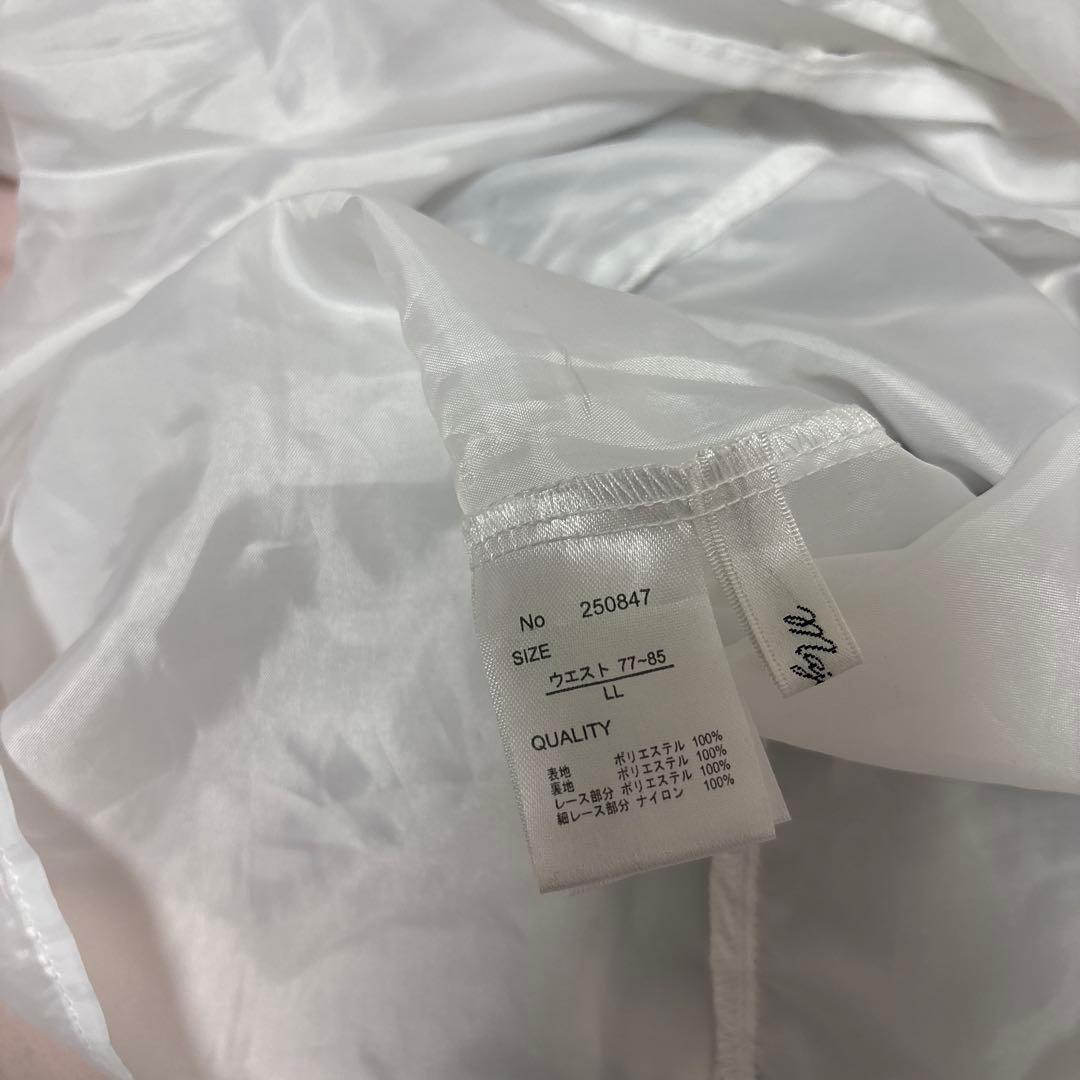 No 250847
SIZE
ウエスト 77~85
LL
QUALITY
表地 ポリエステル 100%
裏地 ポリエステル 100%
レース部分 ポリエステル 100%
細レース部分 ナイロン 100%